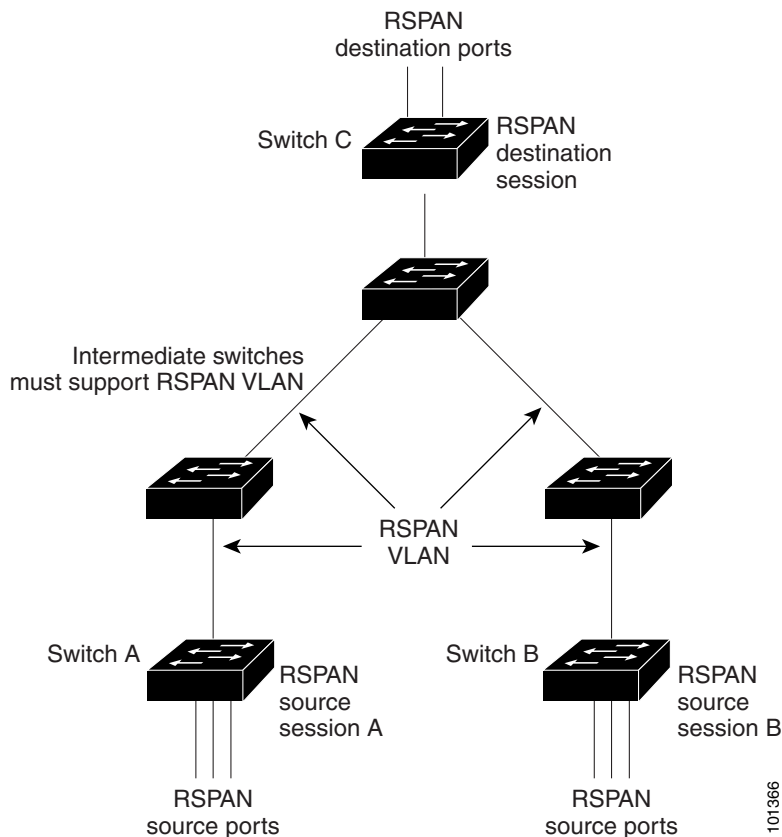 RSPAN
destination ports
Switch C
RSPAN
destination
session
Intermediate switches
must support RSPAN VLAN
RSPAN
VLAN
Switch A
RSPAN
source
session A
Switch B
RSPAN
source
session B
RSPAN
source ports
RSPAN
source ports
101366